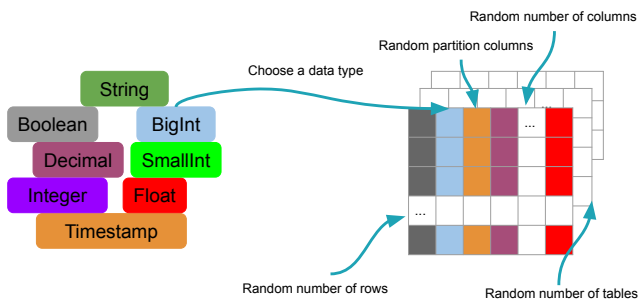 Random number of columns
Random partition columns
Choose a data type
String
Boolean
BigInt
Decimal
SmallInt
Integer
Float
Timestamp
...
...
...
Random number of rows
Random number of tables